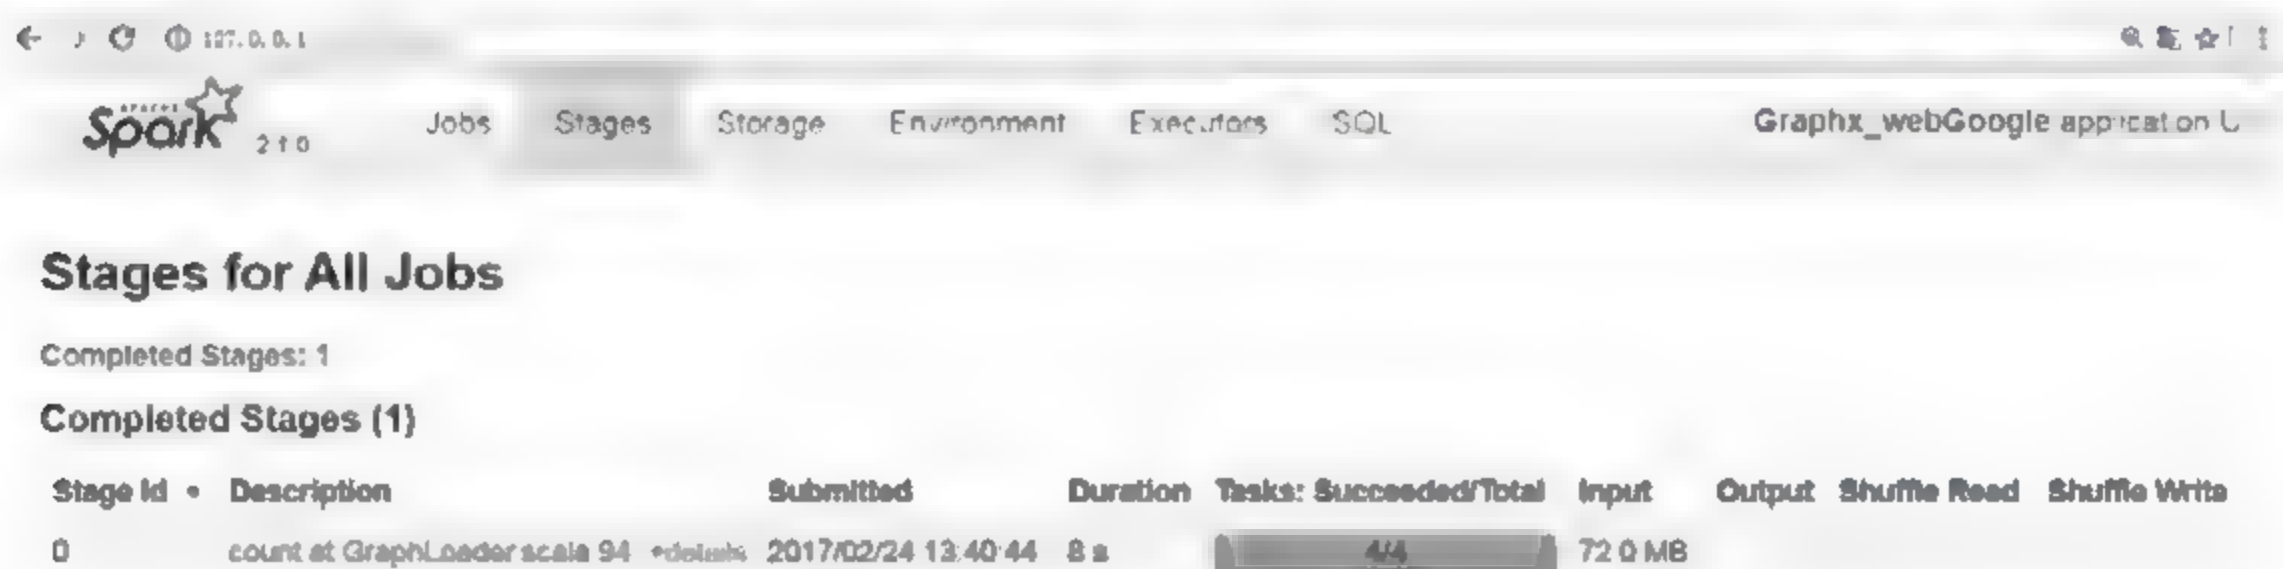 127.0.0.1
APACHE
Spark 2.1.0 Jobs Stages Storage Environment Executors SQL Graphx_webGoogle application U
Stages for All Jobs
Completed Stages: 1
Completed Stages (1)
Stage Id Description Submitted Duration Tasks: Succeeded/Total Input Output Shuffle Read Shuffle Write
0 count at GraphLoader.scala:94 +details 2017/02/24 13:40:44 8 s 4/4 72.0 MB